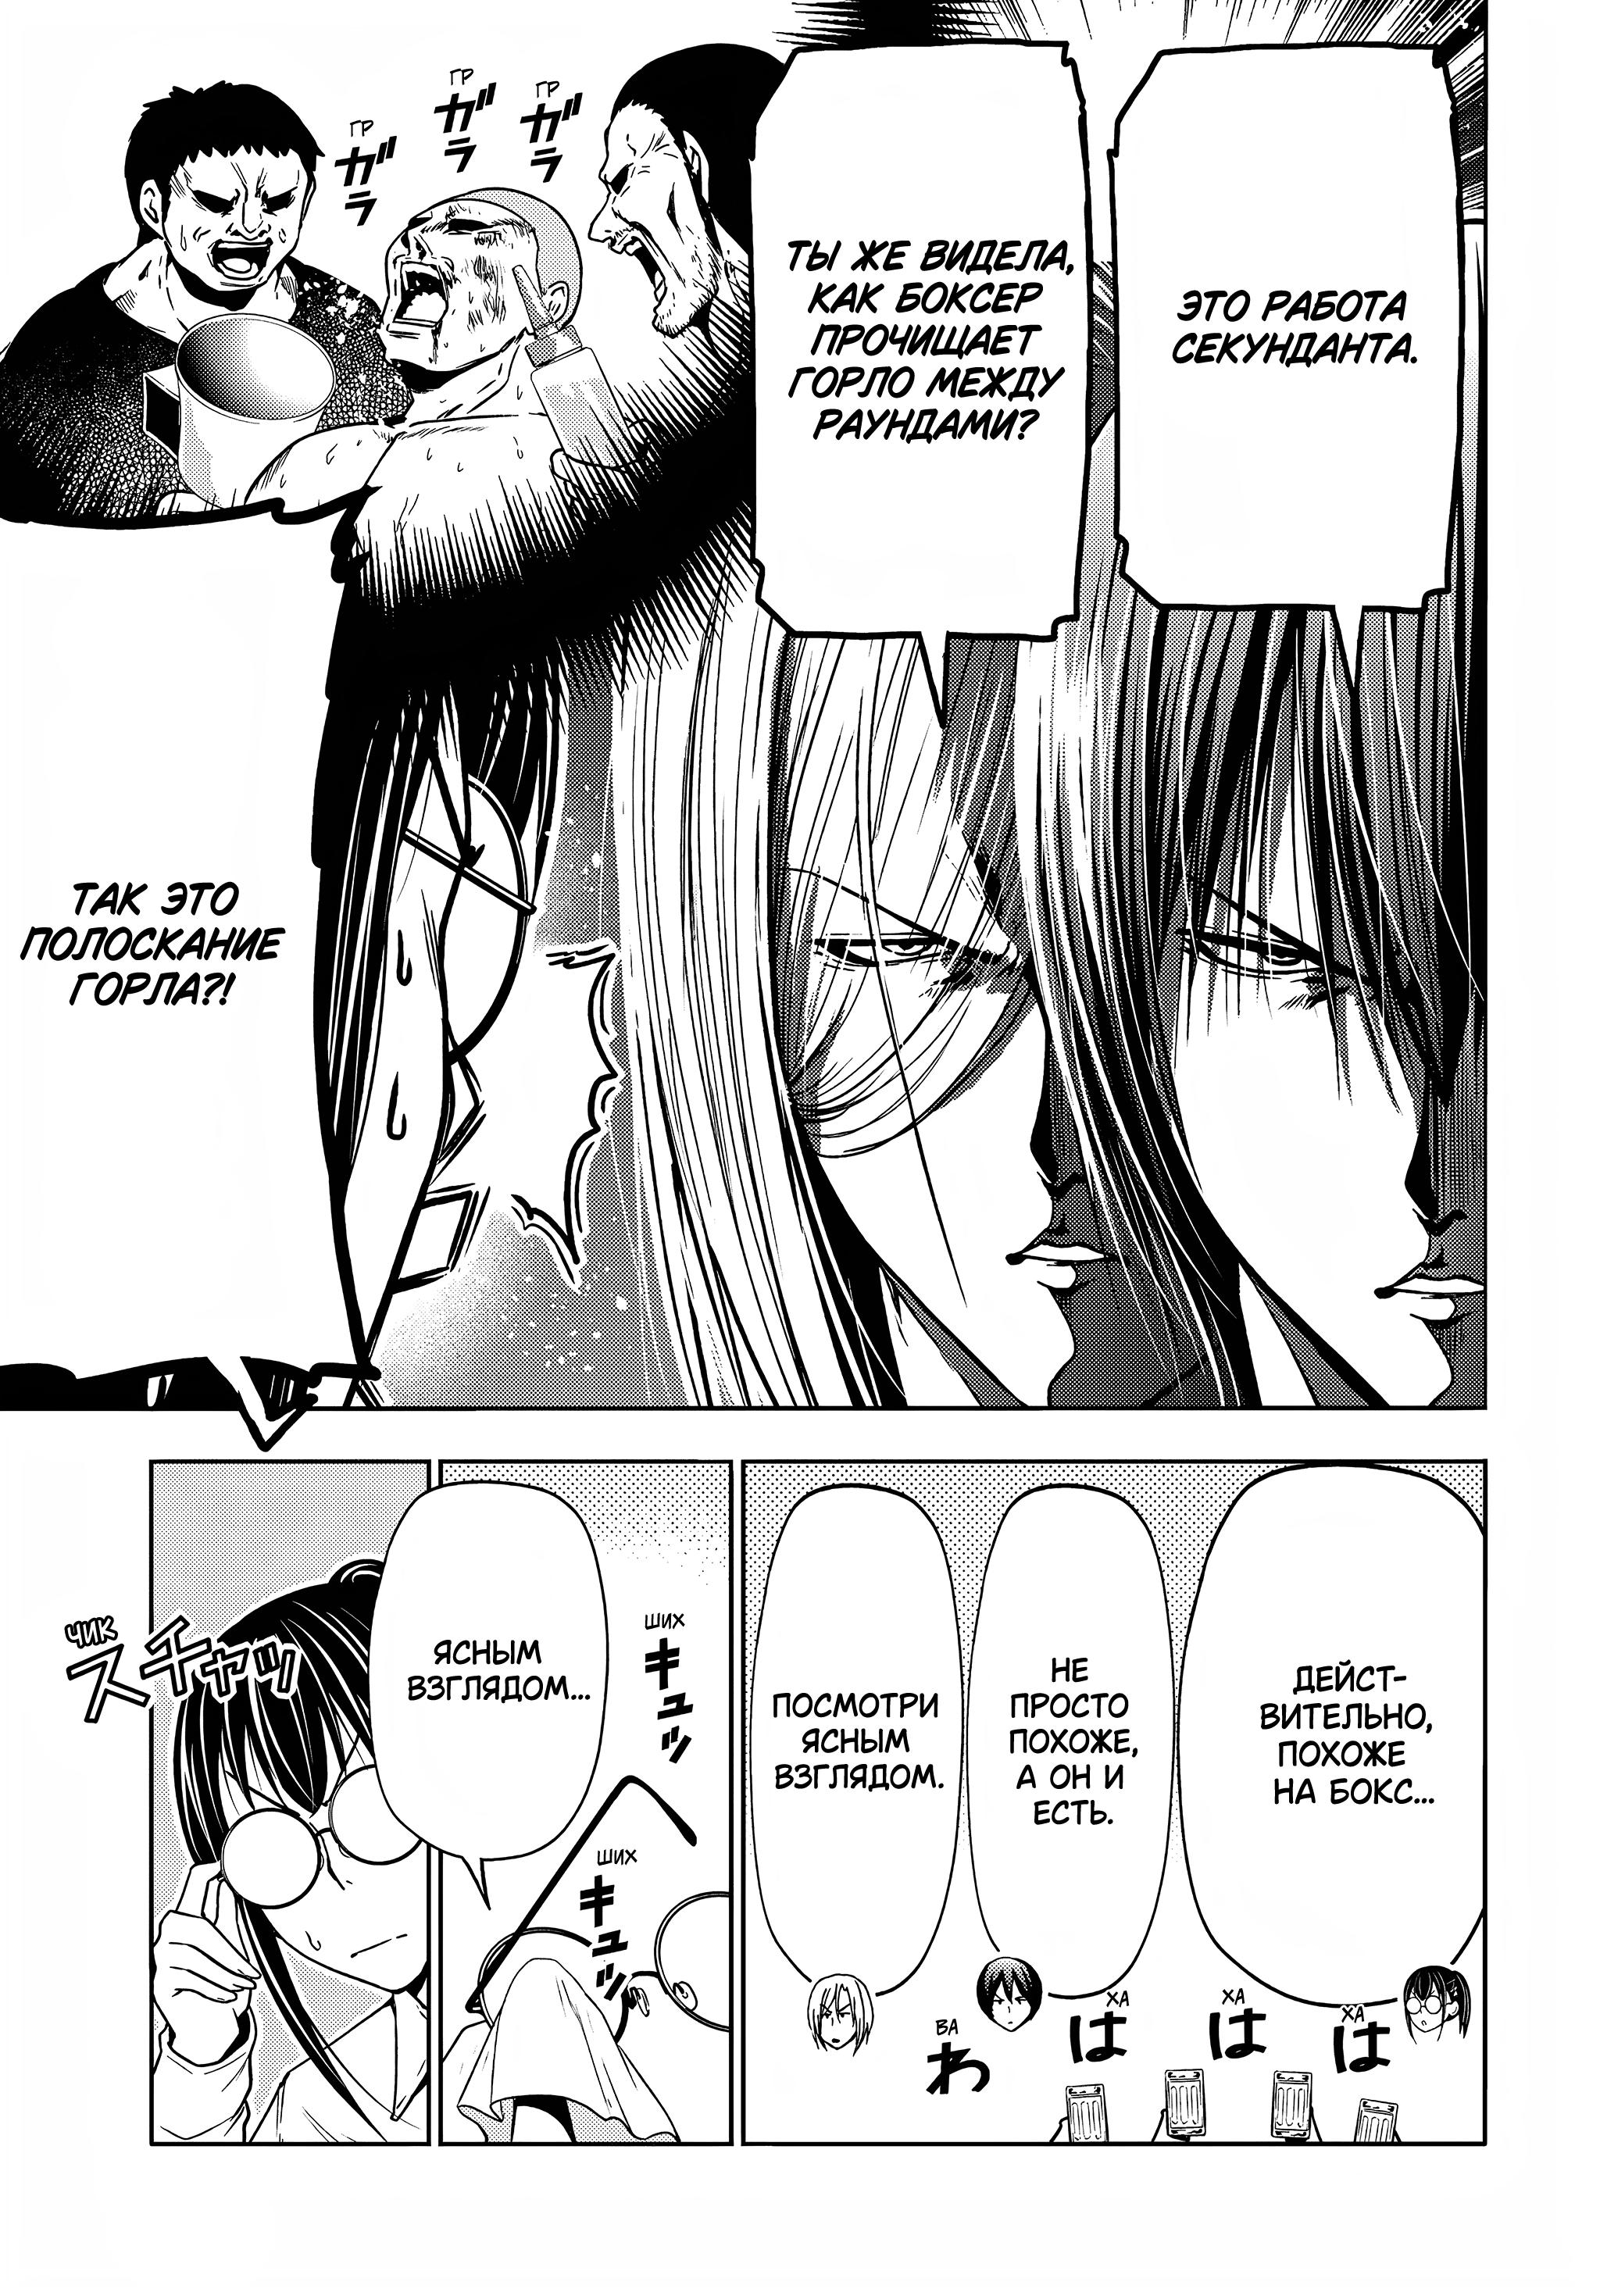 ЭТО РАБОТА
СЕКУНДАНТА.
ТЫ ЖЕ ВИДЕЛА,
КАК БОКСЕР
ПРОЧИЩАЕТ
ГОРЛО МЕЖДУ
РАУНДАМИ?
ГР
ガラ
ГР
ガラ
ГР
ガラ
ТАК ЭТО
ПОЛОСКАНИЕ
ГОРЛА?!
ДЕЙСТ-
ВИТЕЛЬНО,
ПОХОЖЕ
НА БОКС...
НЕ
ПРОСТО
ПОХОЖЕ,
А ОН И
ЕСТЬ.
ПОСМОТРИ
ЯСНЫМ
ВЗГЛЯДОМ.
ВА
わ
ХА
は
ХА
は
ХА
は
ЯСНЫМ
ВЗГЛЯДОМ...
ШИХ
キュッ
ШИХ
キュッ
ЧИК
スチャッ